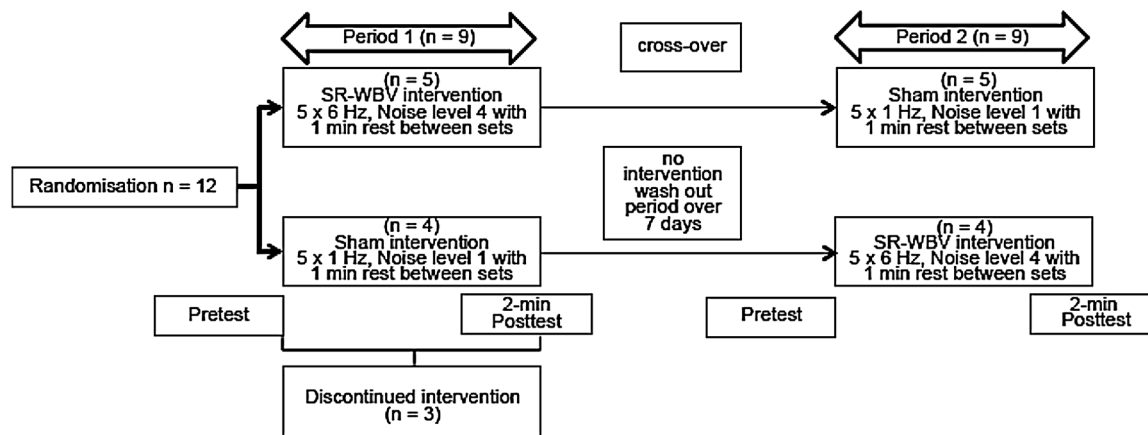 Period 1 (n = 9)
cross-over
Period 2 (n = 9)
(n = 5)
SR-WBV intervention
5 x 6 Hz, Noise level 4 with
1 min rest between sets
(n = 5)
Sham intervention
5 x 1 Hz, Noise level 1 with
1 min rest between sets
Randomisation n = 12
no
intervention
wash out
period over
7 days
(n = 4)
Sham intervention
5 x 1 Hz, Noise level 1 with
1 min rest between sets
(n = 4)
SR-WBV intervention
5 x 6 Hz, Noise level 4 with
1 min rest between sets
Pretest
2-min
Posttest
Pretest
2-min
Posttest
Discontinued intervention
(n = 3)